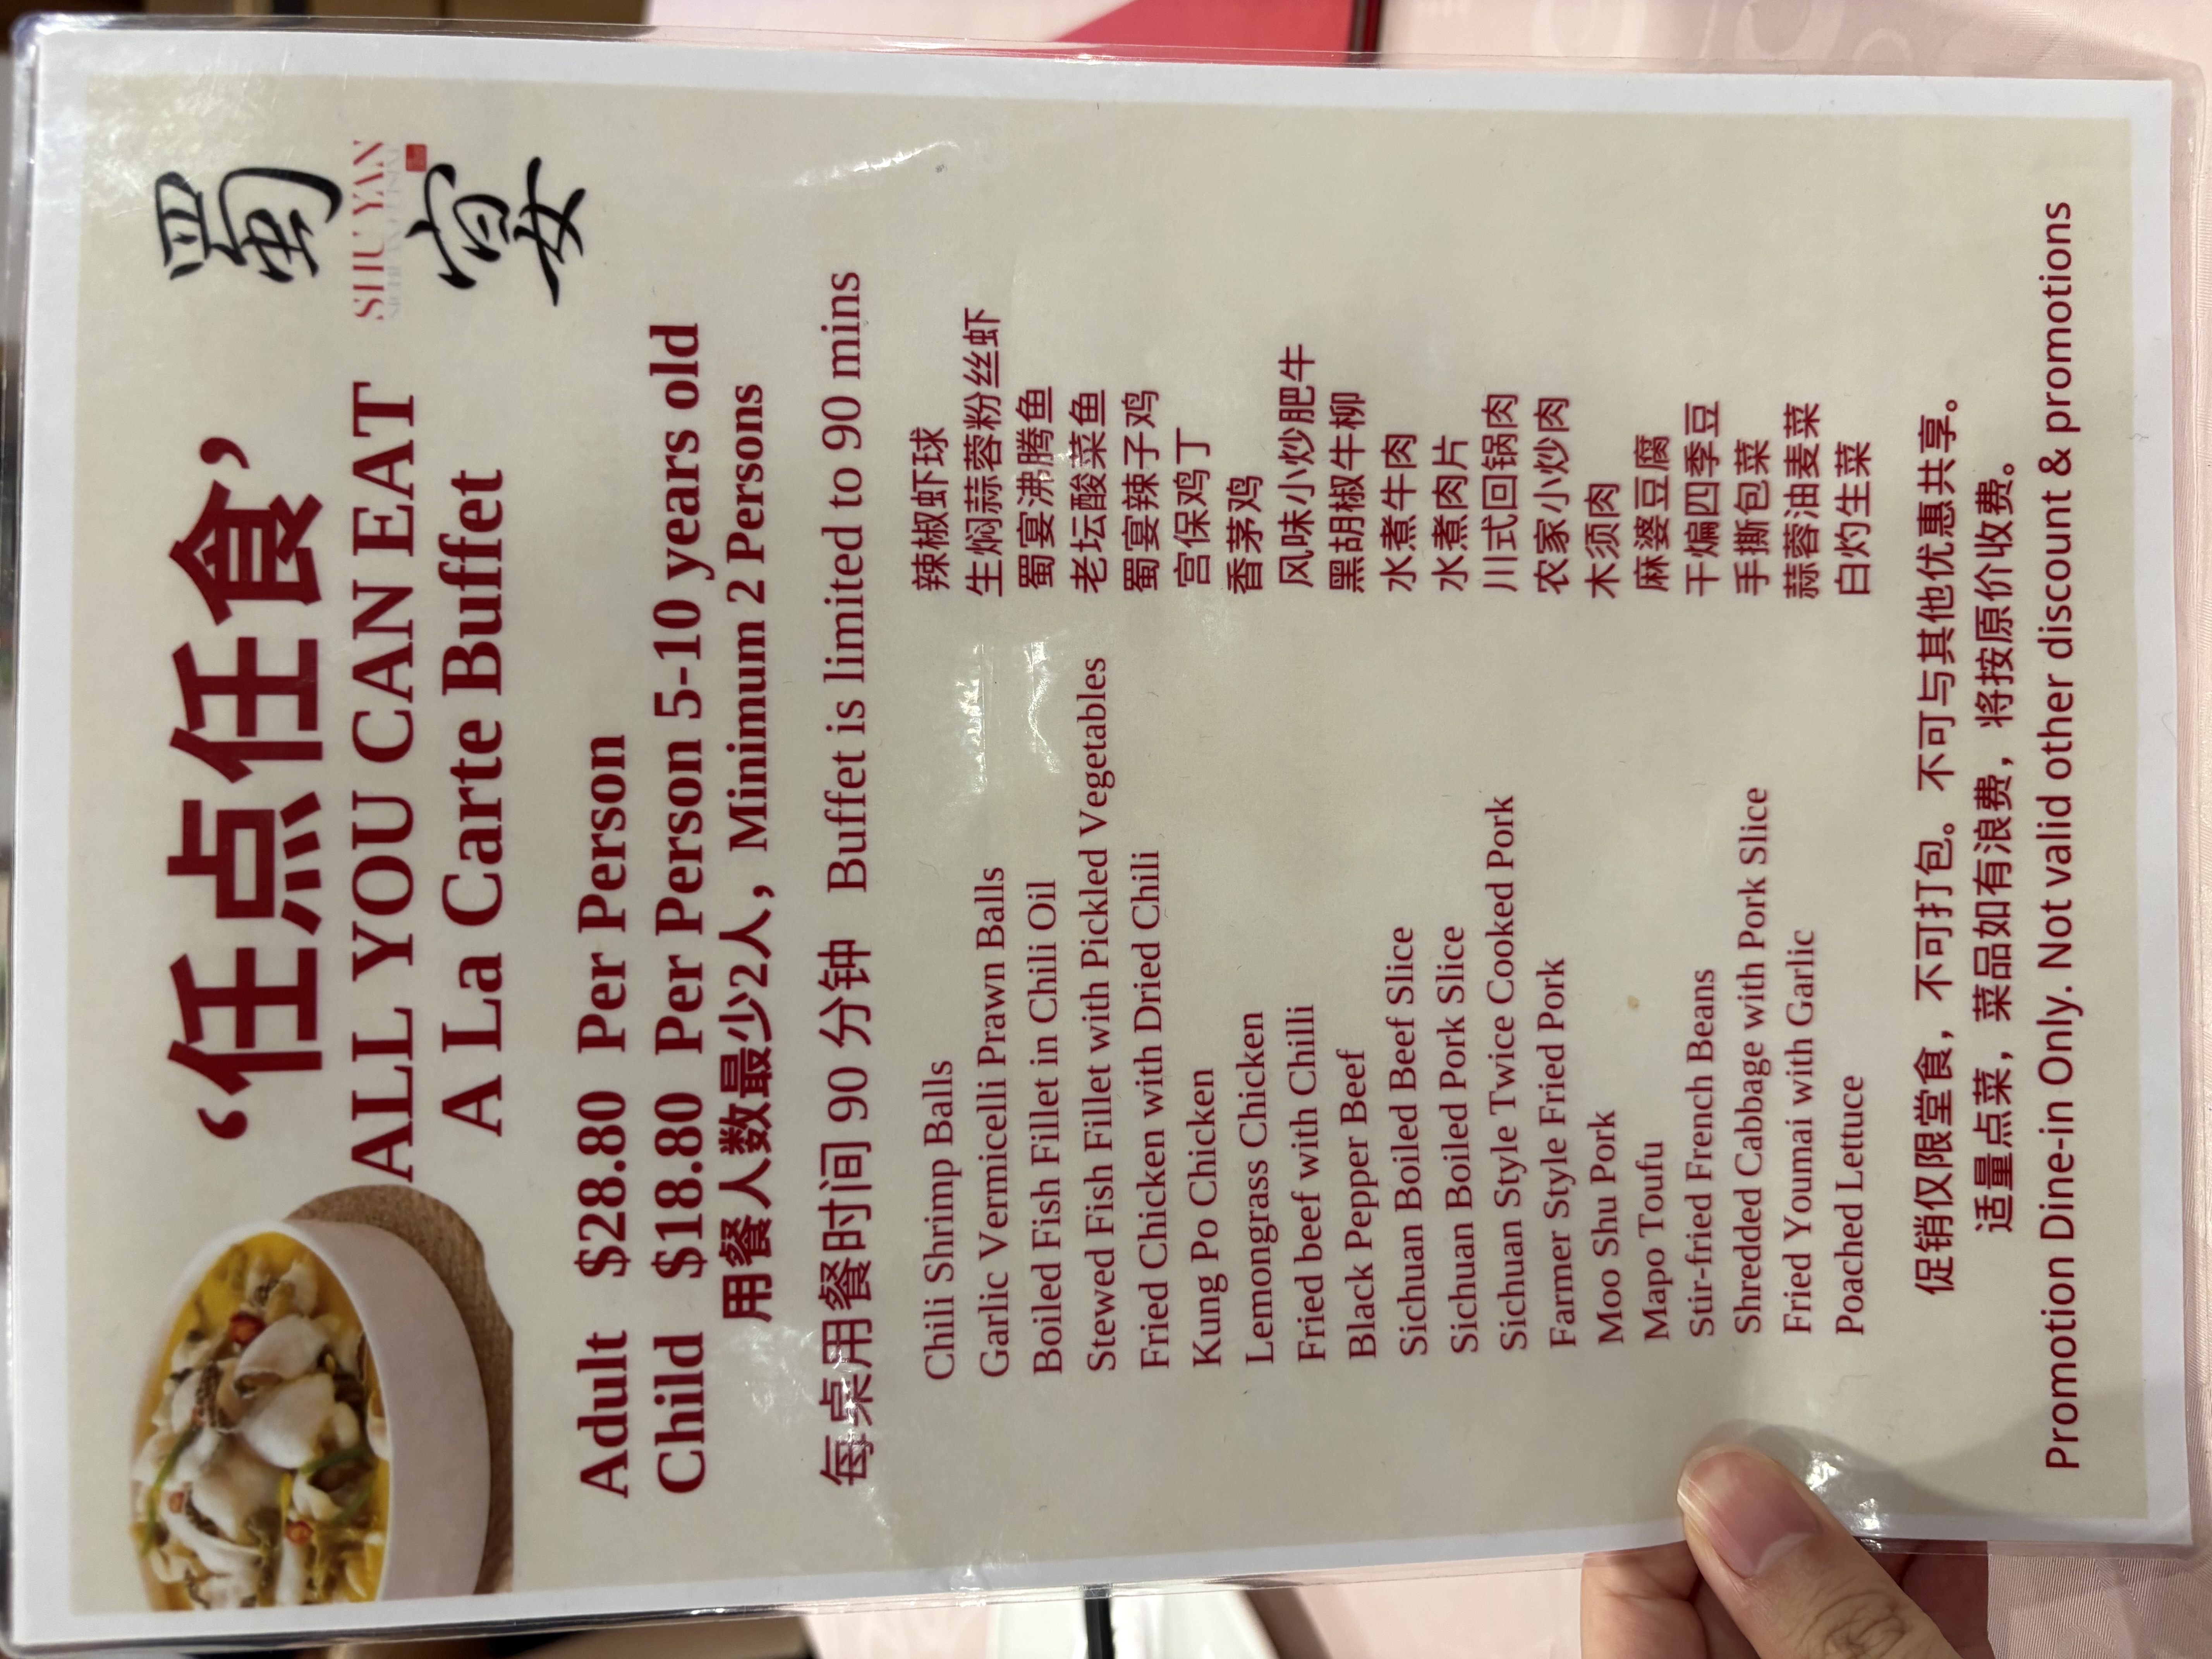 ‘任点任食’
ALL YOU CAN EAT
A La Carte Buffet
蜀
SHU YAN
宴
Adult $28.80 Per Person
Child $18.80 Per Person 5-10 years old
用餐人数最少2人，Minimum 2 Persons
每桌用餐时间 90 分钟 Buffet is limited to 90 mins
Chili Shrimp Balls 辣椒虾球
Garlic Vermicelli Prawn Balls 生焖蒜蓉粉丝虾
Boiled Fish Fillet in Chili Oil 蜀宴沸腾鱼
Stewed Fish Fillet with Pickled Vegetables 老坛酸菜鱼
Fried Chicken with Dried Chili 蜀宴辣子鸡
Kung Po Chicken 宫保鸡丁
Lemongrass Chicken 香茅鸡
Fried beef with Chilli 风味小炒肥牛
Black Pepper Beef 黑胡椒牛柳
Sichuan Boiled Beef Slice 水煮牛肉
Sichuan Boiled Pork Slice 水煮肉片
Sichuan Style Twice Cooked Pork 川式回锅肉
Farmer Style Fried Pork 农家小炒肉
Moo Shu Pork 木须肉
Mapo Toufu 麻婆豆腐
Stir-fried French Beans 干煸四季豆
Shredded Cabbage with Pork Slice 手撕包菜
Fried Youmai with Garlic 蒜蓉油麦菜
Poached Lettuce 白灼生菜
促销仅限堂食，不可打包。不可与其他优惠共享。
适量点菜，菜品如有浪费，将按原价收费。
Promotion Dine-in Only. Not valid other discount & promotions